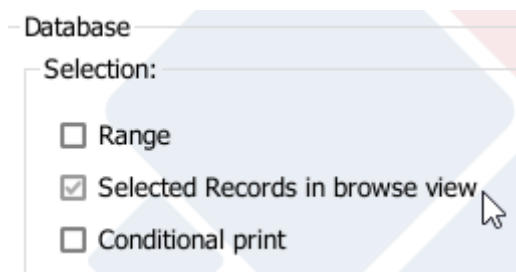 Database
Selection:
Range
Selected Records in browse view
Conditional print